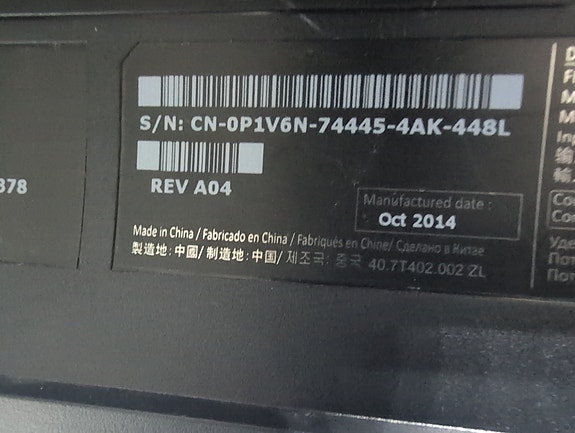 S/N: CN-0P1V6N-74445-4AK-448L
REV A04
378
Manufactured date :
Oct 2014
Made in China / Fabricado en China / Fabriqués en Chine/ Сделано в Китае
製造地: 中國/ 制造地: 中国/ 제조국: 중국 40.7T402.002 ZL